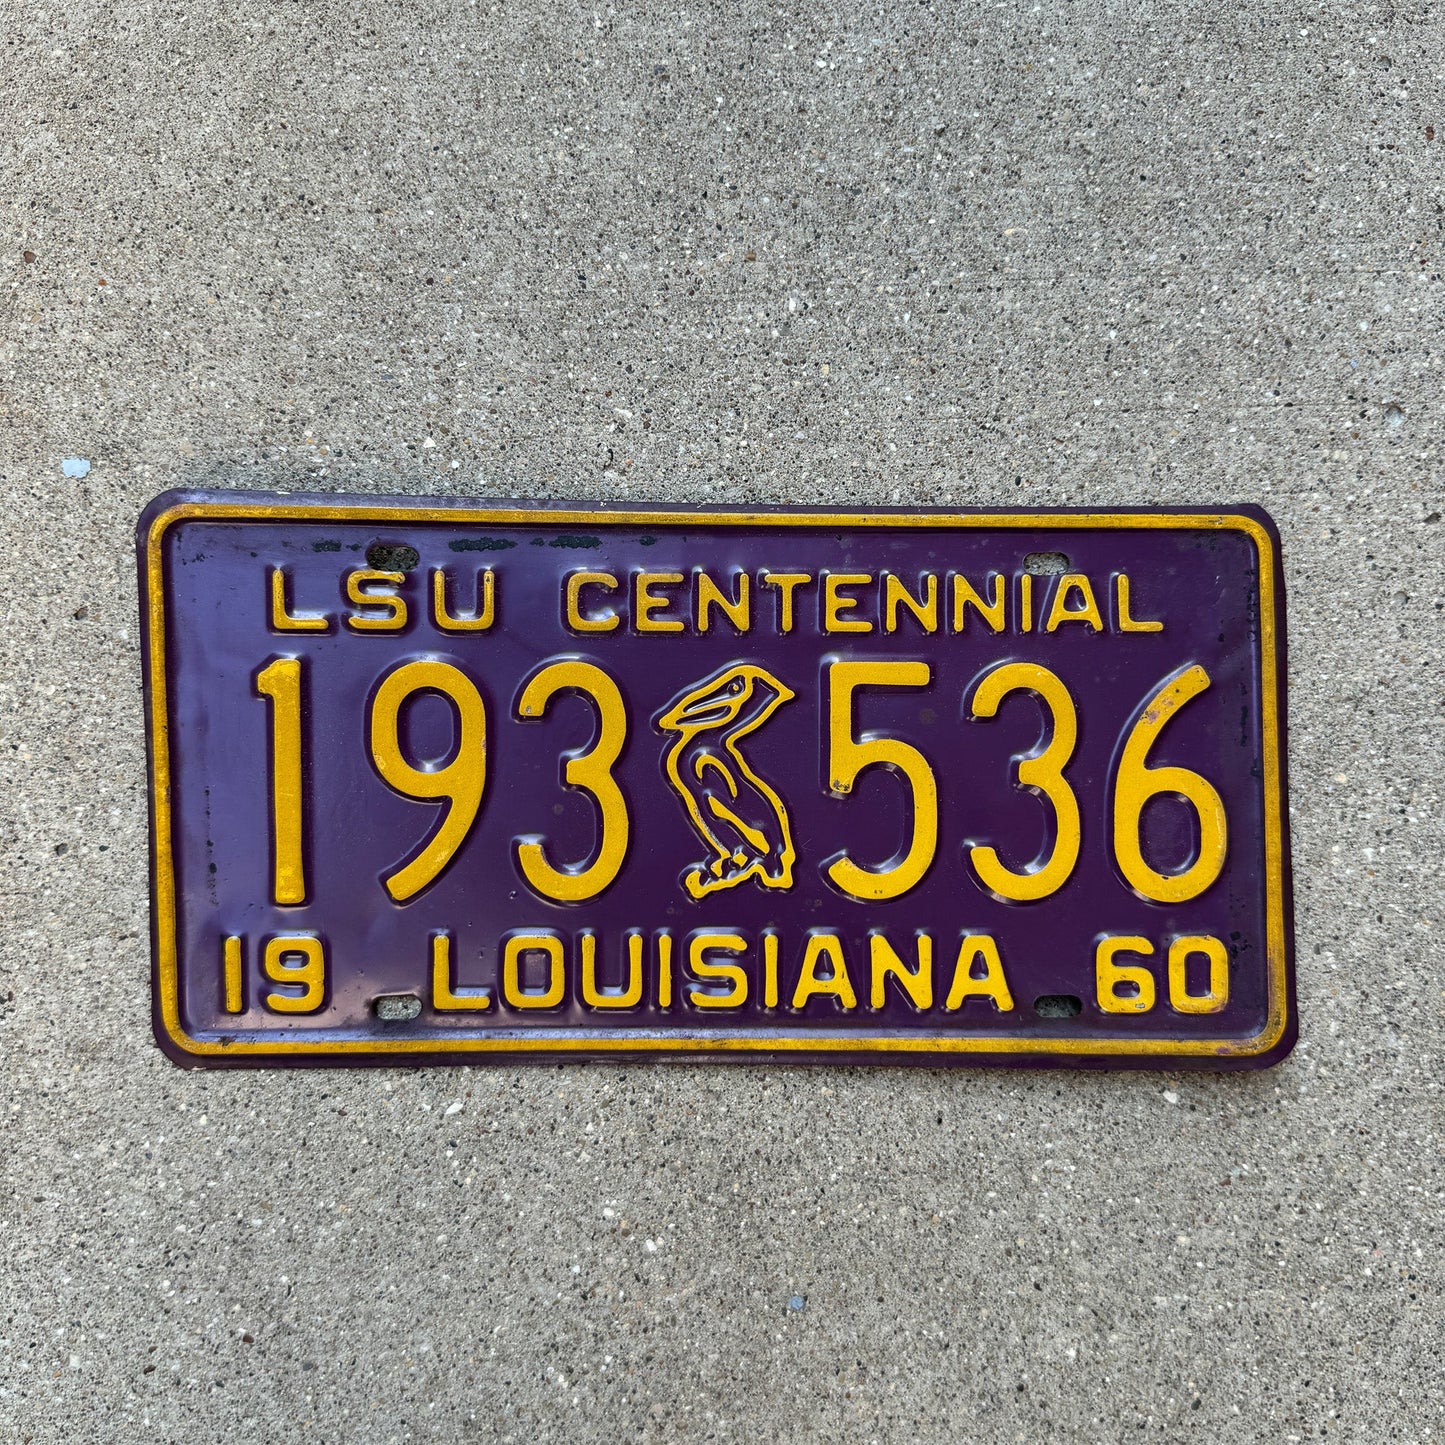 LSU CENTENNIAL
193 536
19 LOUISIANA 60